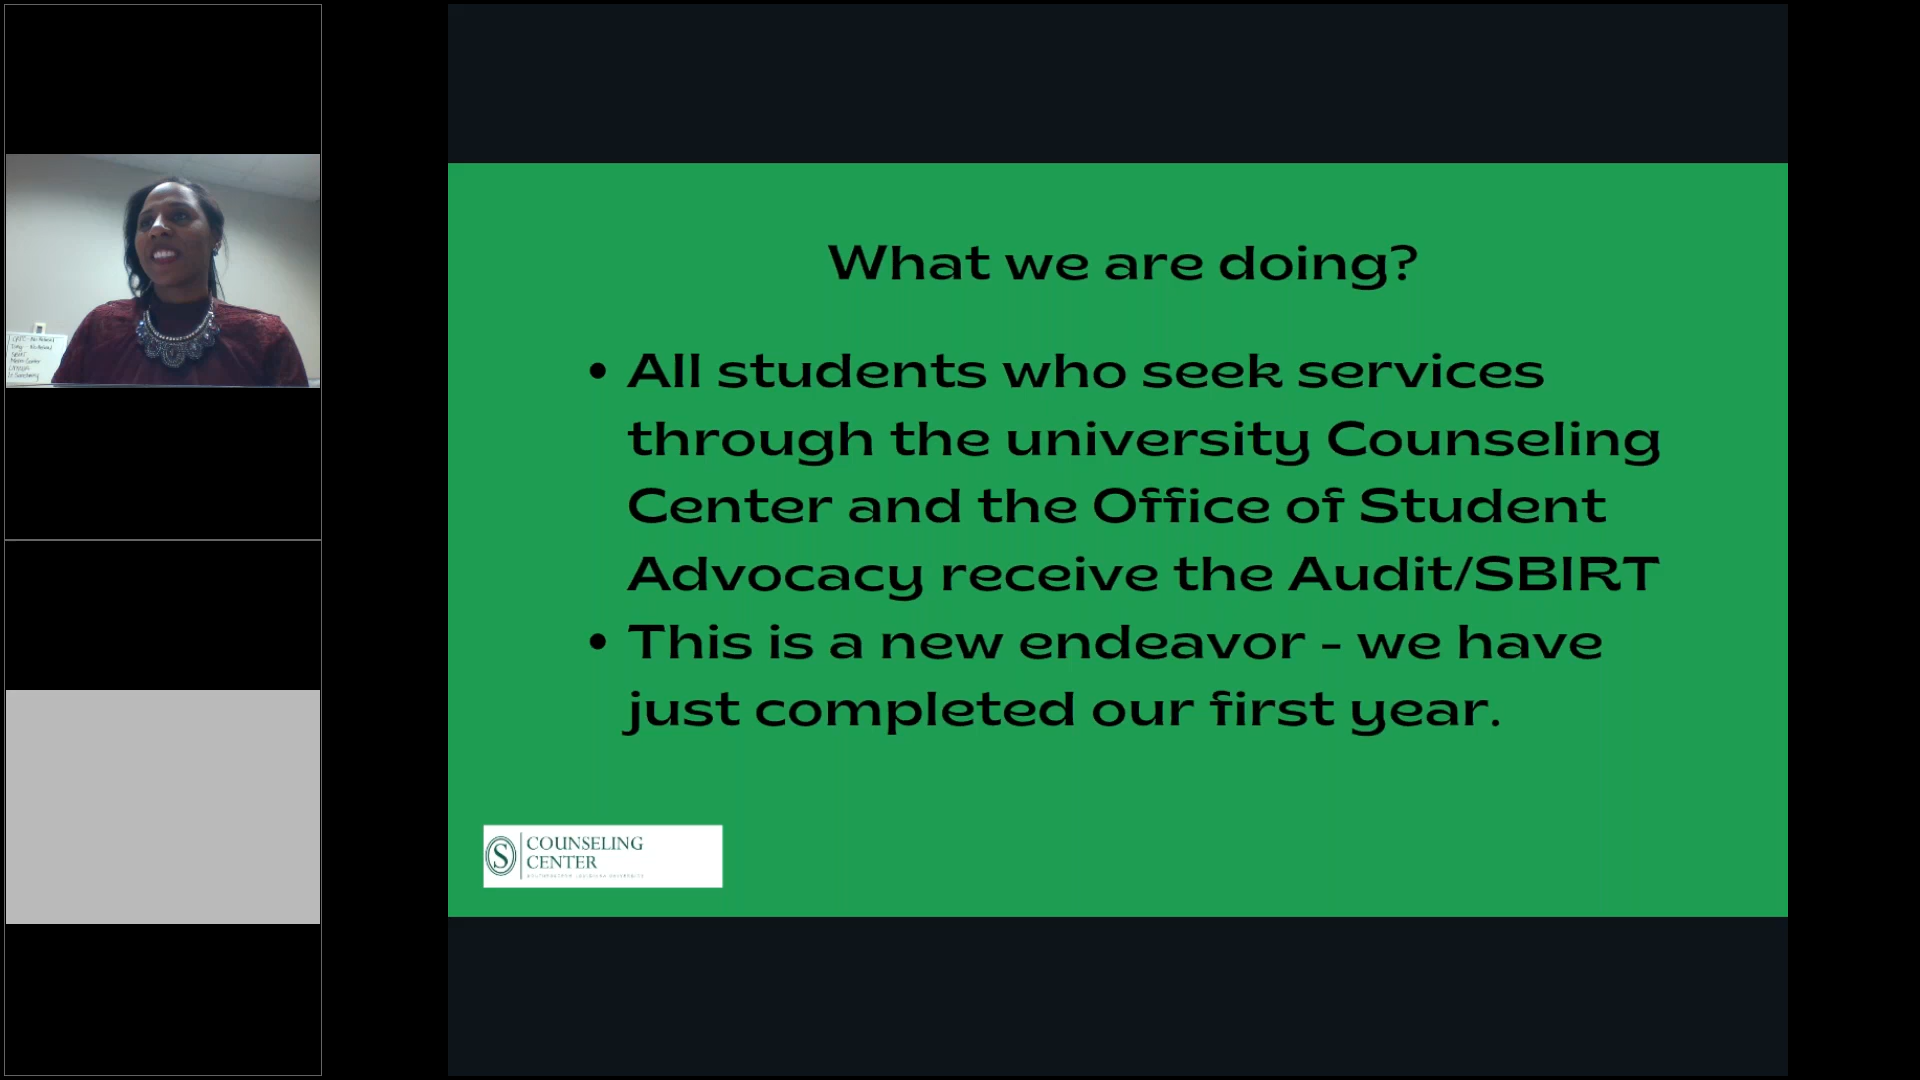 What we are doing?
• All students who seek services
through the university Counseling
Center and the Office of Student
Advocacy receive the Audit/SBIRT
• This is a new endeavor - we have
just completed our first year.
S
COUNSELING
CENTER